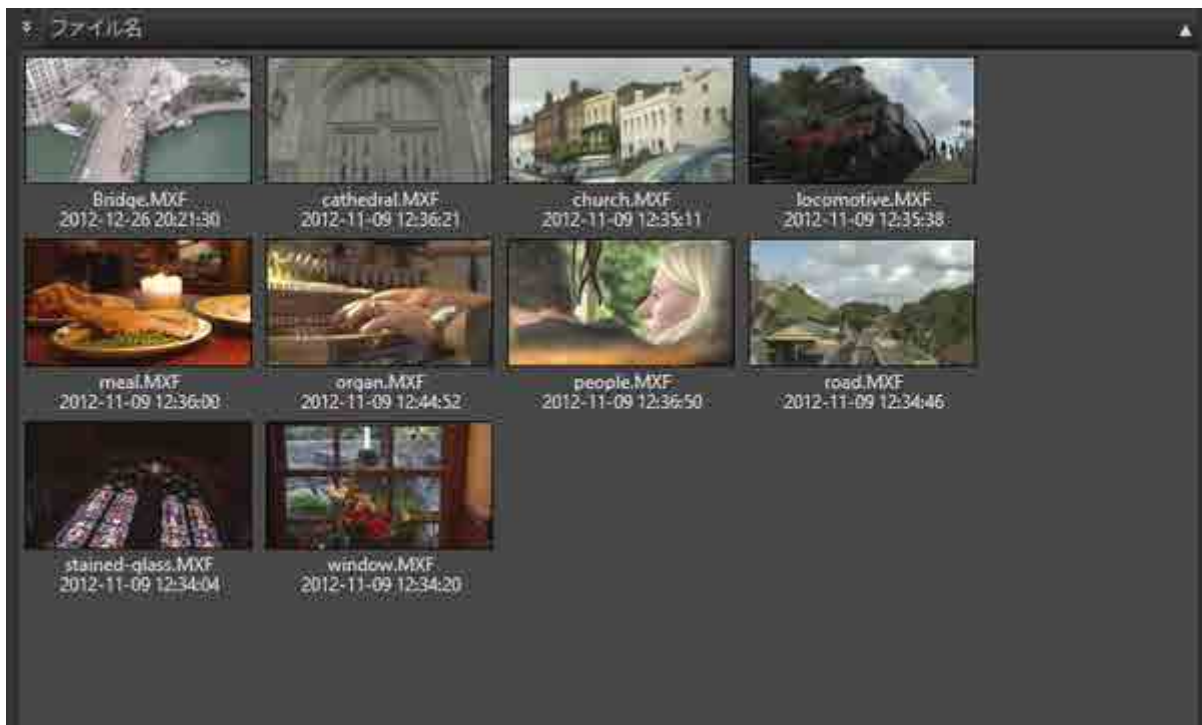 ファイル名
Bridge.MXF
2012-12-26 20:21:30
cathedral.MXF
2012-11-09 12:36:21
church.MXF
2012-11-09 12:35:11
locomotive.MXF
2012-11-09 12:35:38
meal.MXF
2012-11-09 12:36:00
organ.MXF
2012-11-09 12:44:52
people.MXF
2012-11-09 12:36:50
road.MXF
2012-11-09 12:34:46
stained-glass.MXF
2012-11-09 12:34:04
window.MXF
2012-11-09 12:34:20